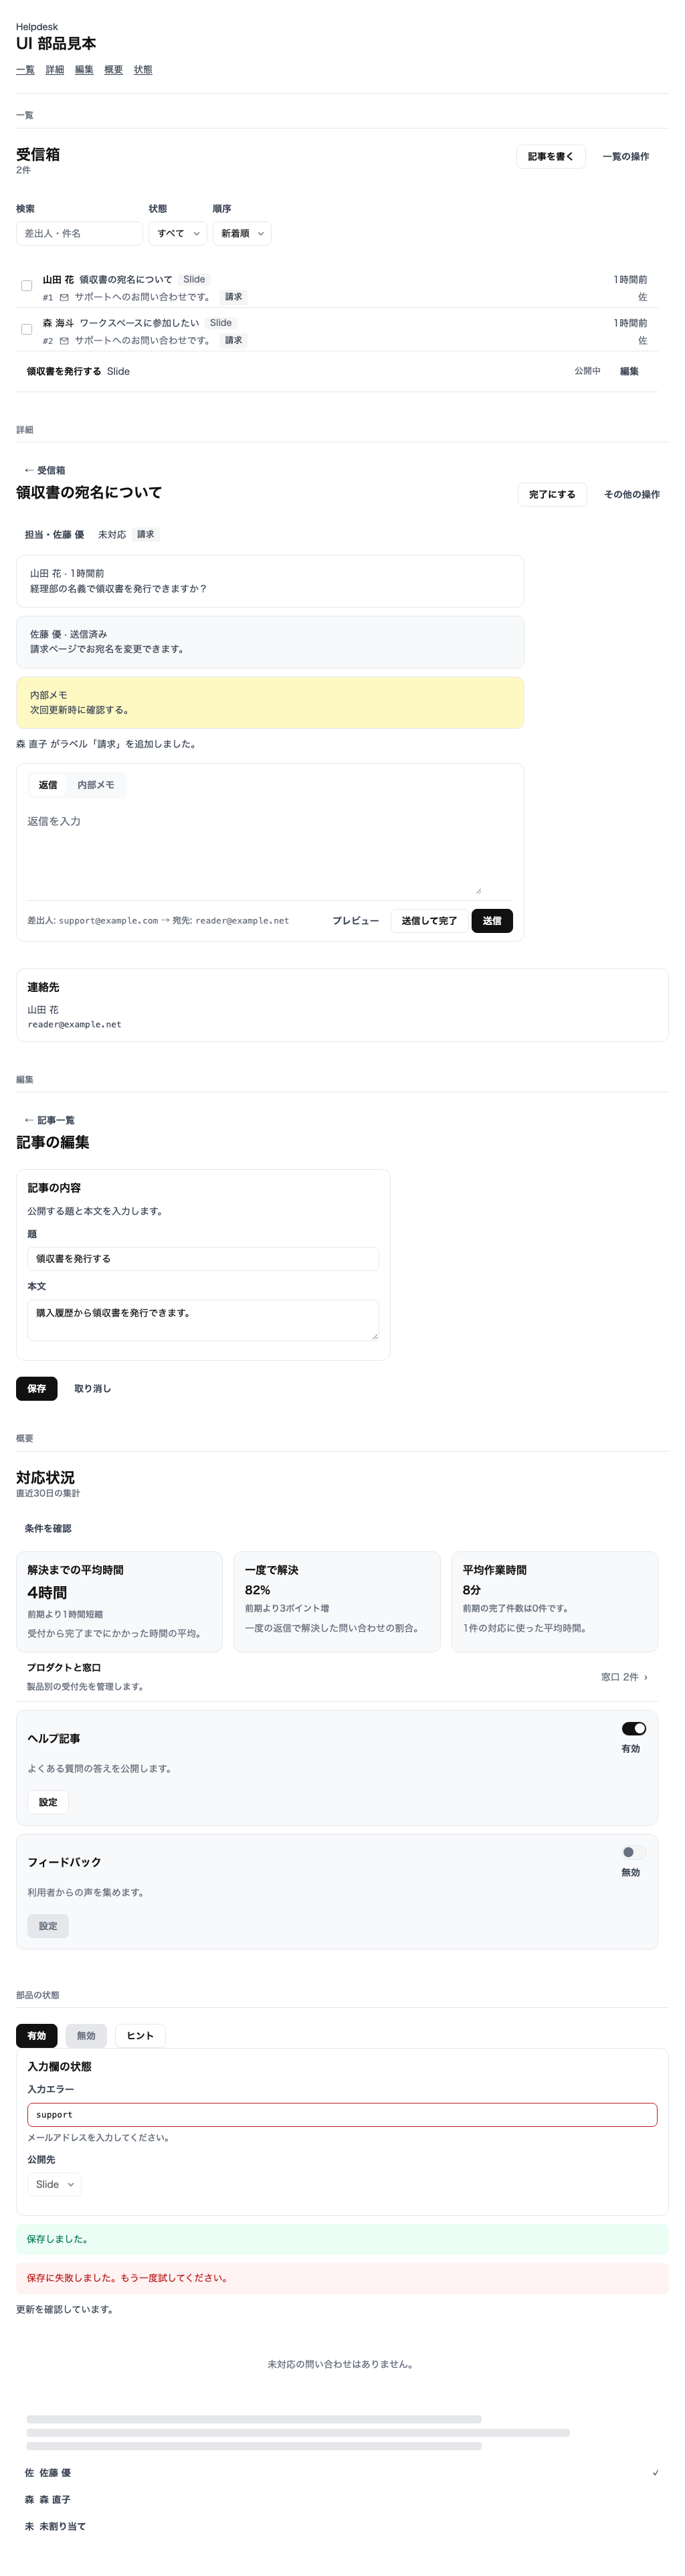 Helpdesk
UI 部品見本
一覧 詳細 編集 概要 状態
一覧
受信箱
2件
記事を書く 一覧の操作
検索 状態 順序
差出人・件名 すべて 新着順
山田 花 領収書の宛名について Slide 1時間前
#1 サポートへのお問い合わせです。 請求 佐
森 海斗 ワークスペースに参加したい Slide 1時間前
#2 サポートへのお問い合わせです。 請求 佐
領収書を発行する Slide 公開中 編集
詳細
← 受信箱
領収書の宛名について 完了にする その他の操作
担当・佐藤 優 未対応 請求
山田 花 · 1時間前
経理部の名義で領収書を発行できますか？
佐藤 優 · 送信済み
請求ページでお宛名を変更できます。
内部メモ
次回更新時に確認する。
森 直子 がラベル「請求」を追加しました。
返信 内部メモ
返信を入力
差出人: support@example.com → 宛先: reader@example.net プレビュー 送信して完了 送信
連絡先
山田 花
reader@example.net
編集
← 記事一覧
記事の編集
記事の内容
公開する題と本文を入力します。
題
領収書を発行する
本文
購入履歴から領収書を発行できます。
保存 取り消し
概要
対応状況
直近30日の集計
条件を確認
解決までの平均時間
4時間
前期より1時間短縮
受付から完了までにかかった時間の平均。
一度で解決
82%
前期より3ポイント増
一度の返信で解決した問い合わせの割合。
平均作業時間
8分
前期の完了件数は0件です。
1件の対応に使った平均時間。
プロダクトと窓口
製品別の受付先を管理します。
窓口 2件 ›
ヘルプ記事
有効
よくある質問の答えを公開します。
設定
フィードバック
無効
利用者からの声を集めます。
設定
部品の状態
有効 無効 ヒント
入力欄の状態
入力エラー
support
メールアドレスを入力してください。
公開先
Slide
保存しました。
保存に失敗しました。もう一度試してください。
更新を確認しています。
未対応の問い合わせはありません。
佐 佐藤 優 ✓
森 森 直子
未 未割り当て